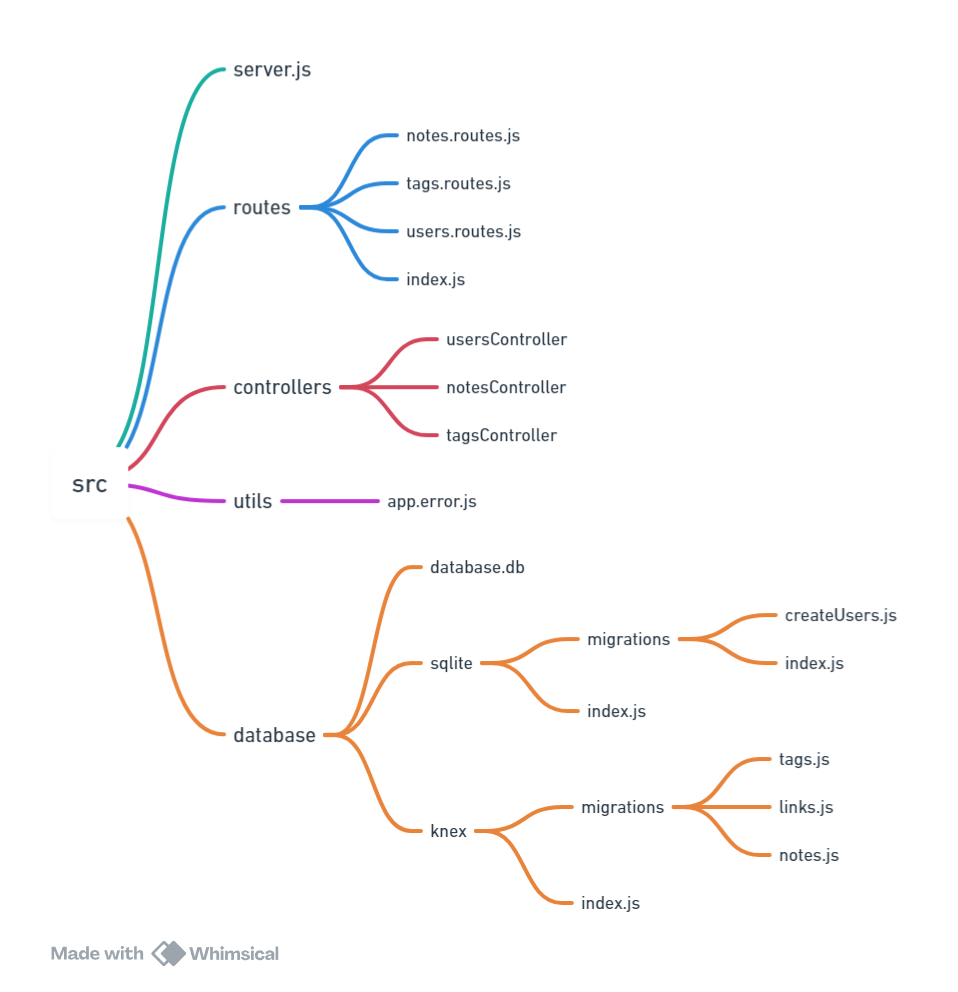 server.js
routes
notes.routes.js
tags.routes.js
users.routes.js
index.js
controllers
usersController
notesController
tagsController
src
utils
app.error.js
database
database.db
sqlite
migrations
createUsers.js
index.js
index.js
knex
migrations
tags.js
links.js
notes.js
index.js
Made with Whimsical